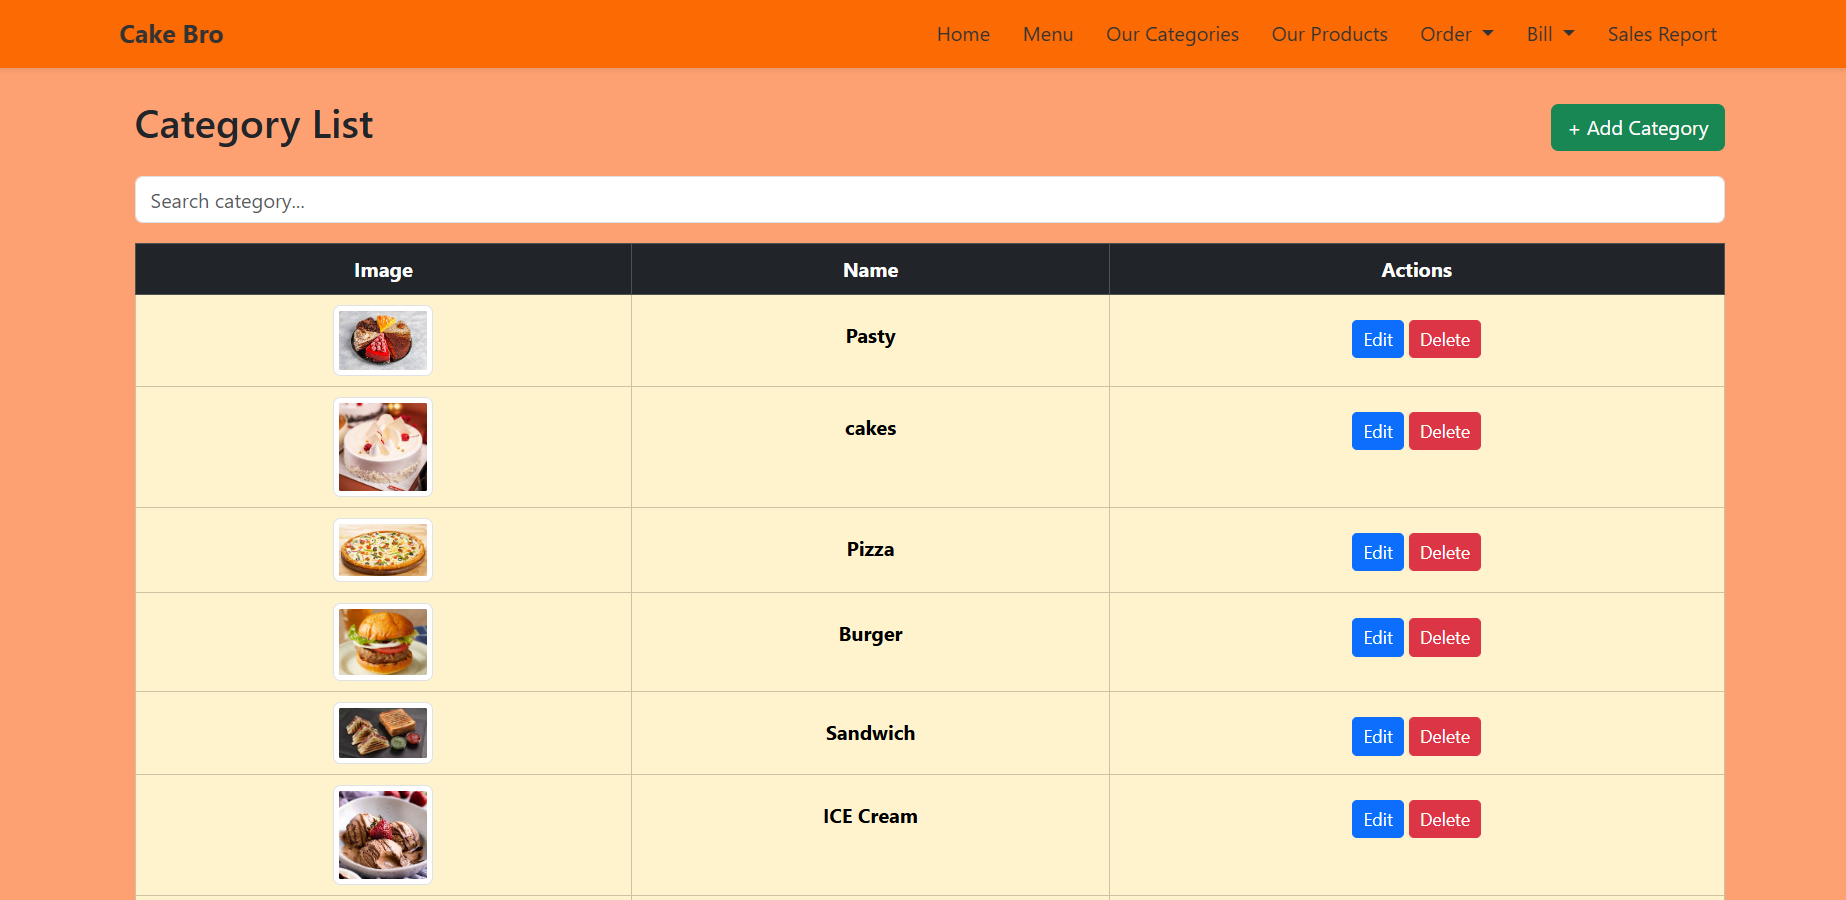 Cake Bro Home Menu Our Categories Our Products Order Bill Sales Report
Category List + Add Category
Search category...
Image Name Actions
Pasty Edit Delete
cakes Edit Delete
Pizza Edit Delete
Burger Edit Delete
Sandwich Edit Delete
ICE Cream Edit Delete